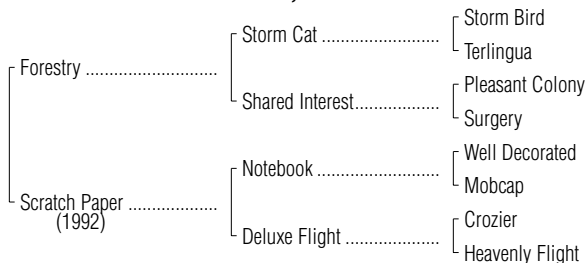 Storm Bird
Storm Cat ..............................
Terlingua
Forestry .................................
Pleasant Colony
Shared Interest.....................
Surgery
Well Decorated
Notebook ...............................
Mobcap
Scratch Paper ......................
(1992)
Crozier
Deluxe Flight ........................
Heavenly Flight